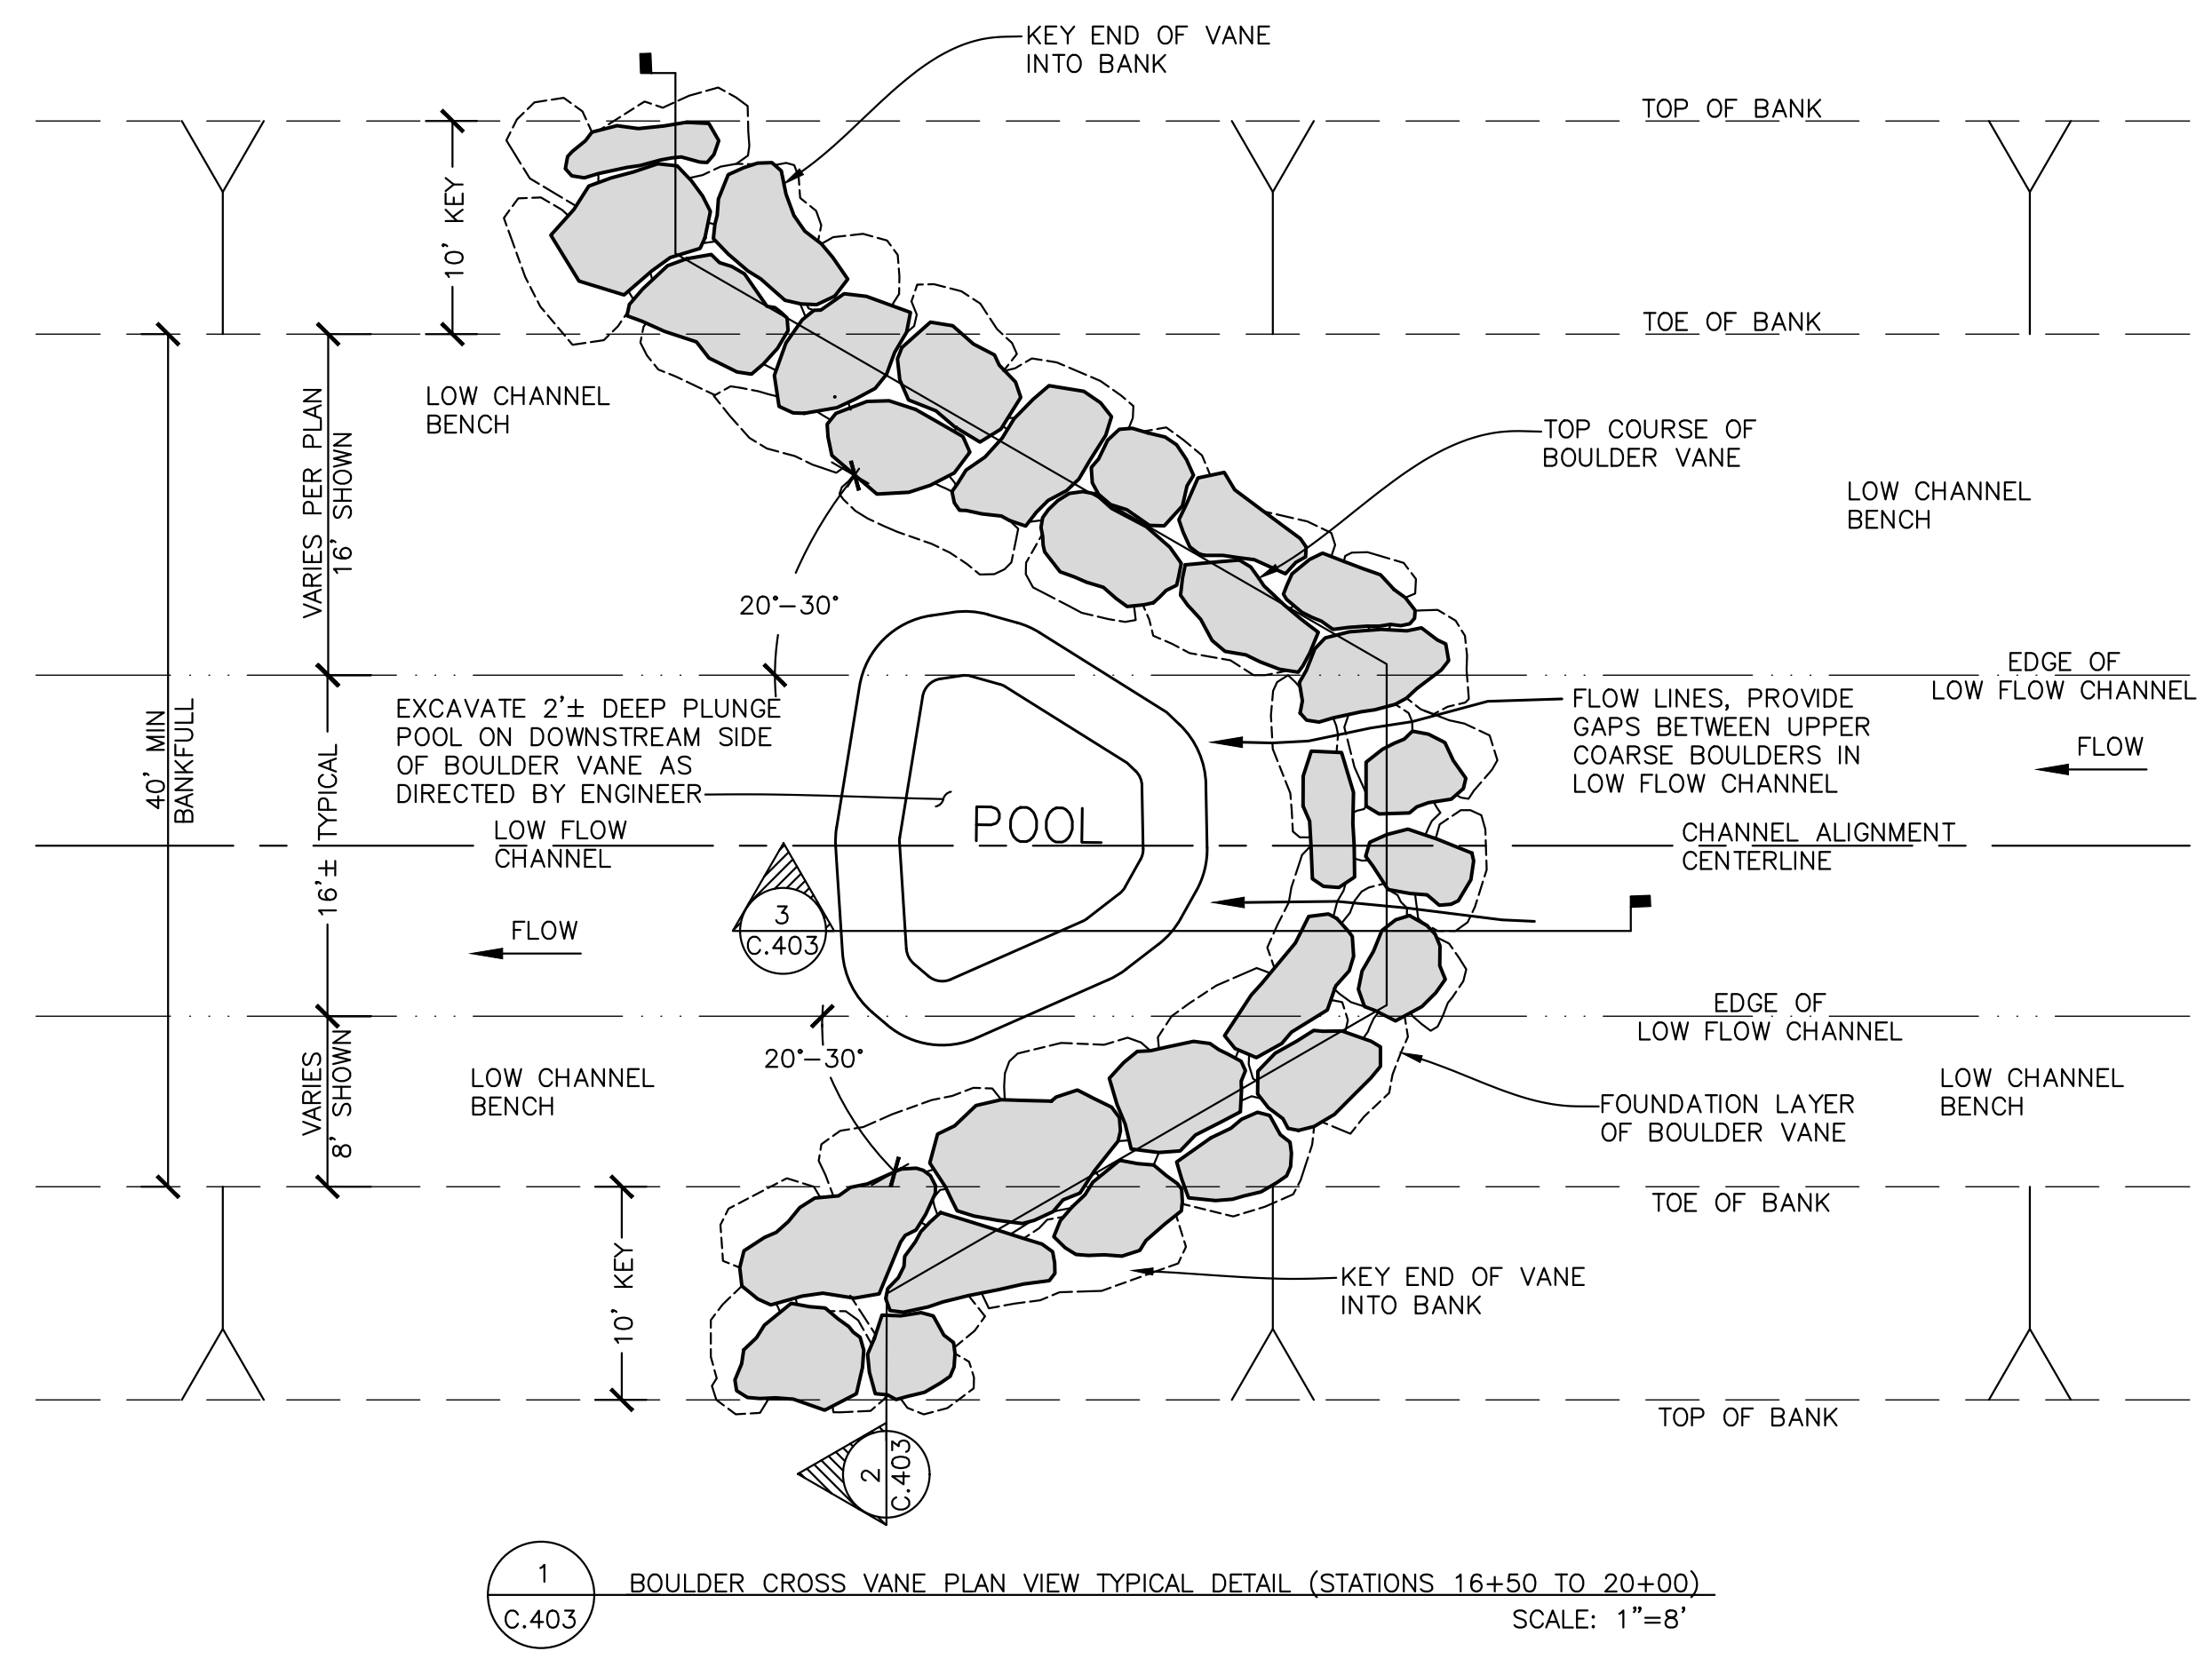 KEY END OF VANE
INTO BANK
TOP OF BANK
10' KEY
TOE OF BANK
LOW CHANNEL
BENCH
VARIES PER PLAN
16' SHOWN
TOP COURSE OF
BOULDER VANE
LOW CHANNEL
BENCH
20°-30°
EDGE OF
LOW FLOW CHANNEL
40' MIN
BANKFULL
16'± TYPICAL
EXCAVATE 2'± DEEP PLUNGE
POOL ON DOWNSTREAM SIDE
OF BOULDER VANE AS
DIRECTED BY ENGINEER
FLOW LINES, PROVIDE
GAPS BETWEEN UPPER
COARSE BOULDERS IN
LOW FLOW CHANNEL
FLOW
POOL
LOW FLOW
CHANNEL
CHANNEL ALIGNMENT
CENTERLINE
3
C.403
FLOW
EDGE OF
LOW FLOW CHANNEL
20°-30°
VARIES
8' SHOWN
LOW CHANNEL
BENCH
LOW CHANNEL
BENCH
FOUNDATION LAYER
OF BOULDER VANE
TOE OF BANK
10' KEY
KEY END OF VANE
INTO BANK
TOP OF BANK
2
C.403
1
C.403
BOULDER CROSS VANE PLAN VIEW TYPICAL DETAIL (STATIONS 16+50 TO 20+00)
SCALE: 1"=8'